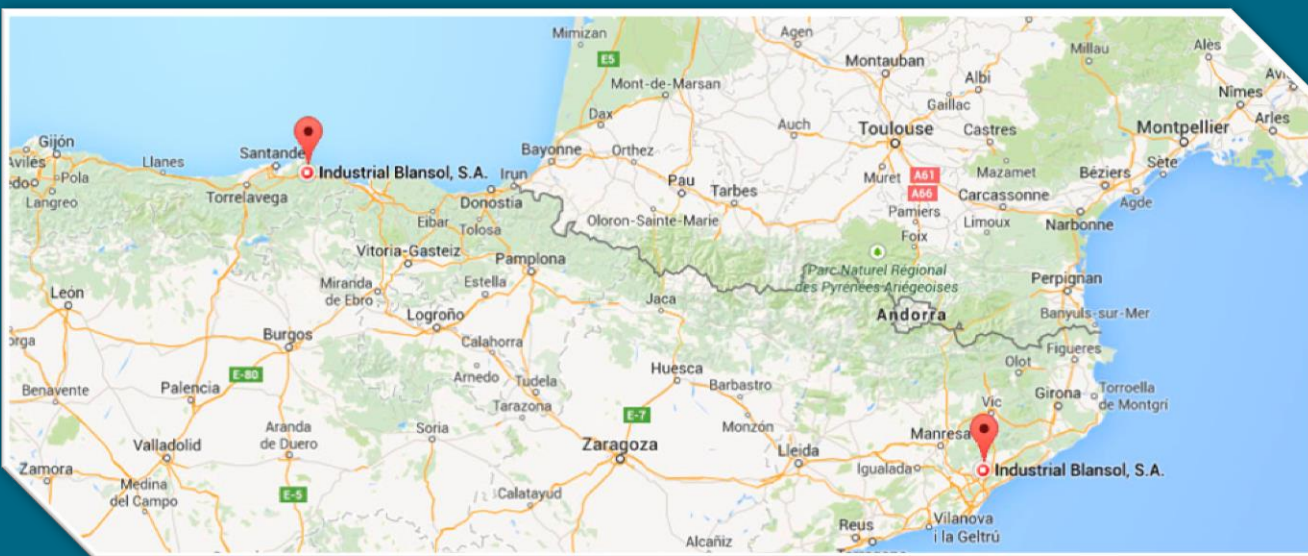 Mimizan
Agen
Millau
Alès
E5
Montauban
Albi
Mont-de-Marsan
Nîmes
Gaillac
Dax
Arles
Gijón
Auch
Toulouse
Castres
Montpellier
Santande
Llanes
Bayonne
Orthez
Sète
Industrial Blansol, S.A.
Irun
Muret
A61
Mazamet
Béziers
Pola
Pau
Tarbes
A66
Carcassonne
Agde
Langreo
Torrelavega
Donostia
Pamiers
Limoux
Eibar
Tolosa
Oloron-Sainte-Marie
Foix
Narbonne
Vitoria-Gasteiz
Pamplona
Parc Naturel Régional
des Pyrénées Ariégeoises
Perpignan
Miranda
de Ebro
Estella
León
Jaca
Logroño
Andorra
Banyuls-sur-Mer
Burgos
Calahorra
Figueres
Olot
Huesca
E-80
Arnedo
Tudela
Barbastro
Girona
Torroella
de Montgrí
Benavente
Palencia
Tarazona
Vic
E-7
Aranda
de Duero
Soria
Monzón
Manresa
Valladolid
Zaragoza
Lleida
Zamora
Igualada
Industrial Blansol, S.A.
Medina
del Campo
E-5
Calatayud
Reus
Vilanova
i la Geltrú
Alcañiz